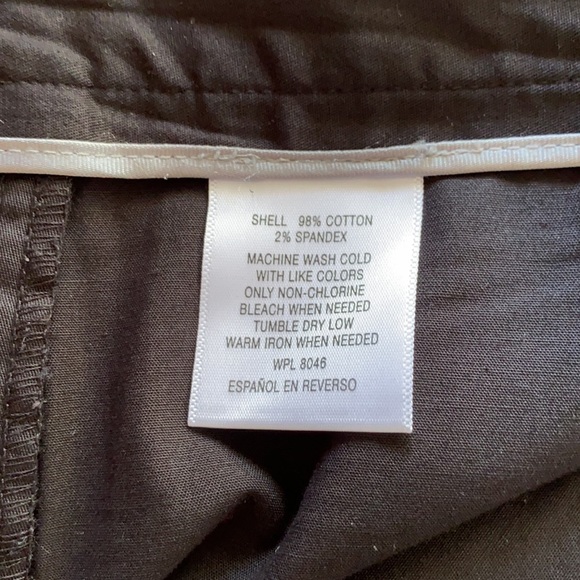 SHELL 98% COTTON
2% SPANDEX
MACHINE WASH COLD
WITH LIKE COLORS
ONLY NON-CHLORINE
BLEACH WHEN NEEDED
TUMBLE DRY LOW
WARM IRON WHEN NEEDED
WPL 8046
ESPAÑOL EN REVERSO